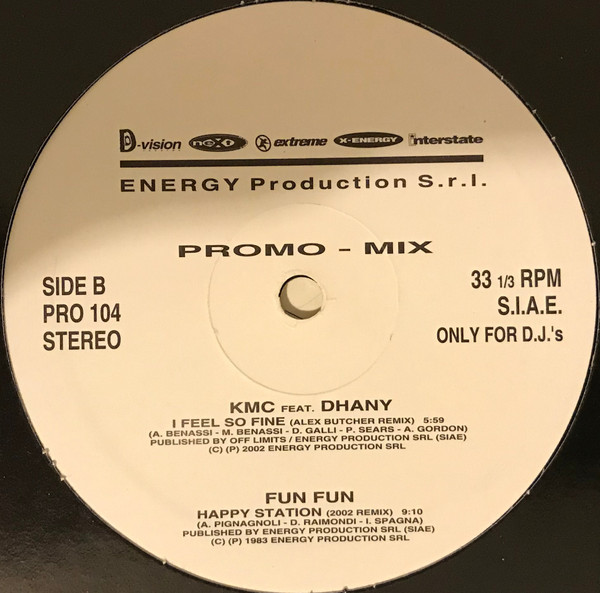 D-vision nexo extreme X-ENERGY interstate
ENERGY Production S.r.l.
PROMO - MIX
SIDE B
PRO 104
STEREO
33 1/3 RPM
S.I.A.E.
ONLY FOR D.J.'s
KMC FEAT. DHANY
I FEEL SO FINE (ALEX BUTCHER REMIX) 5:59
(A. BENASSI - M. BENASSI - D. GALLI - P. SEARS - A. GORDON)
PUBLISHED BY OFF LIMITS / ENERGY PRODUCTION SRL (SIAE)
(C) (P) 2002 ENERGY PRODUCTION SRL
FUN FUN
HAPPY STATION (2002 REMIX) 9:10
(A. PIGNAGNOLI - D. RAIMONDI - I. SPAGNA)
PUBLISHED BY ENERGY PRODUCTION SRL (SIAE)
(C) (P) 1983 ENERGY PRODUCTION SRL